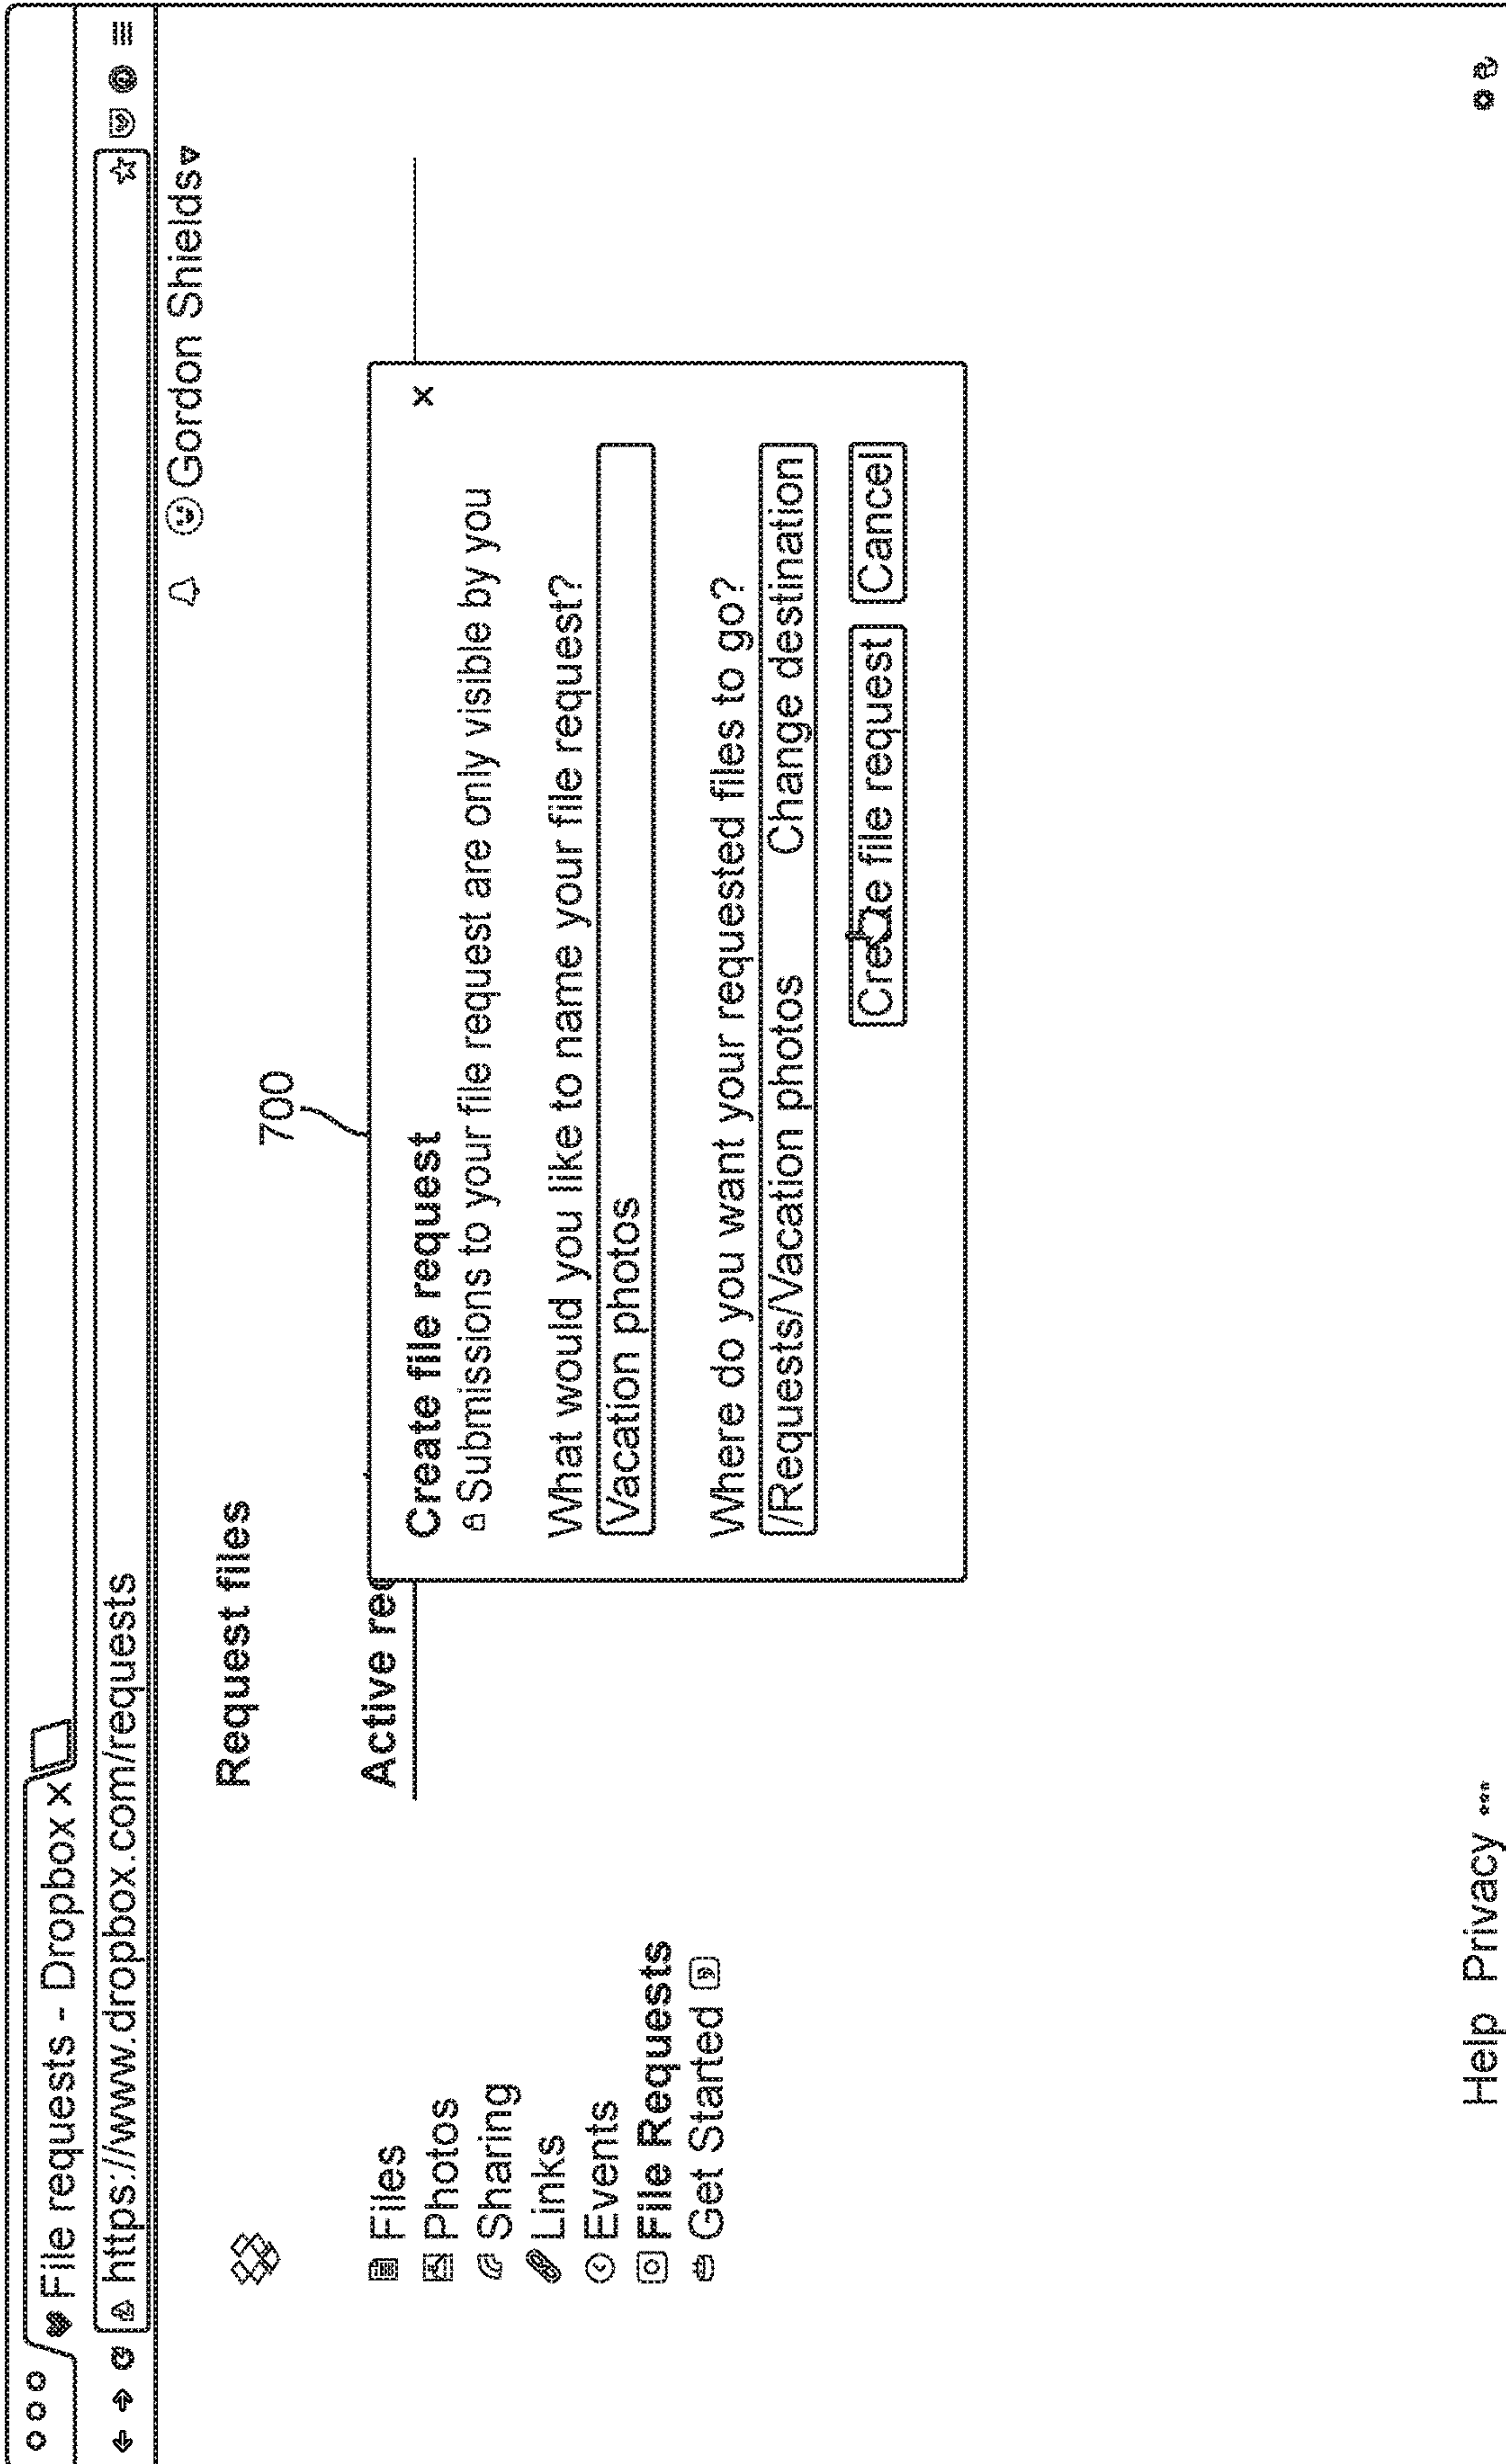 File requests - Dropbox x
https://www.dropbox.com/requests
Gordon Shields
Request files
700
Active req
Create file request
Submissions to your file request are only visible by you
What would you like to name your file request?
Vacation photos
Where do you want your requested files to go?
/Requests/Vacation photos Change destination
Create file request Cancel
Files
Photos
Sharing
Links
Events
File Requests
Get Started
Help Privacy •••